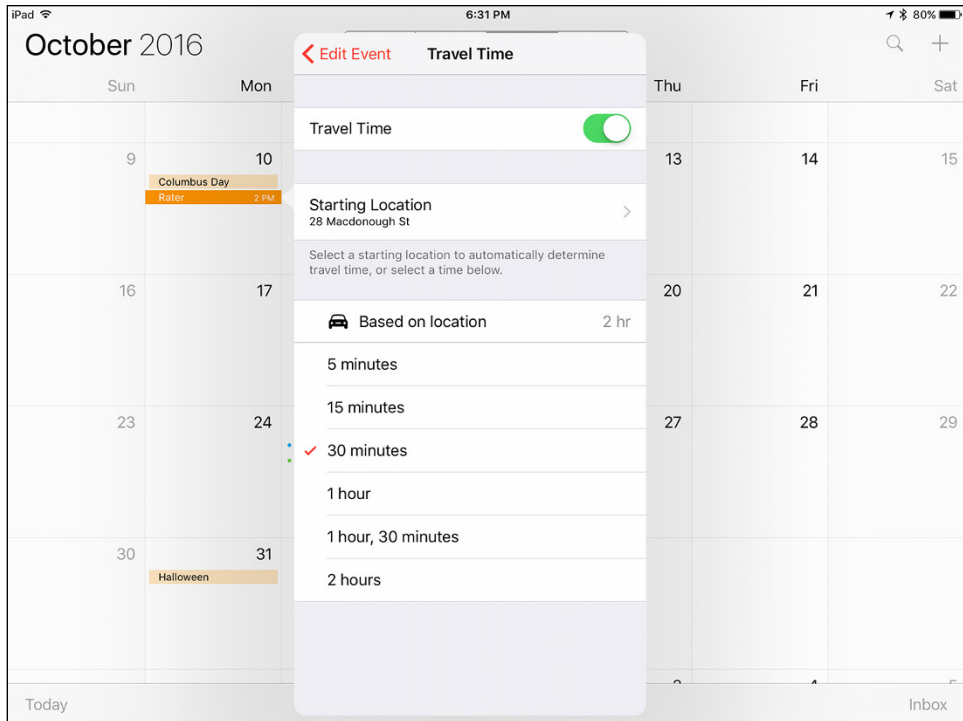 iPad 6:31 PM 80%
October 2016
Edit Event Travel Time
Sun Mon Thu Fri Sat
Travel Time
9 10 13 14 15
Columbus Day
Rater 2 PM
Starting Location
28 Macdonough St
Select a starting location to automatically determine
travel time, or select a time below.
16 17 20 21 22
Based on location 2 hr
5 minutes
15 minutes
23 24 27 28 29
30 minutes
1 hour
1 hour, 30 minutes
30 31
Halloween
2 hours
Today Inbox